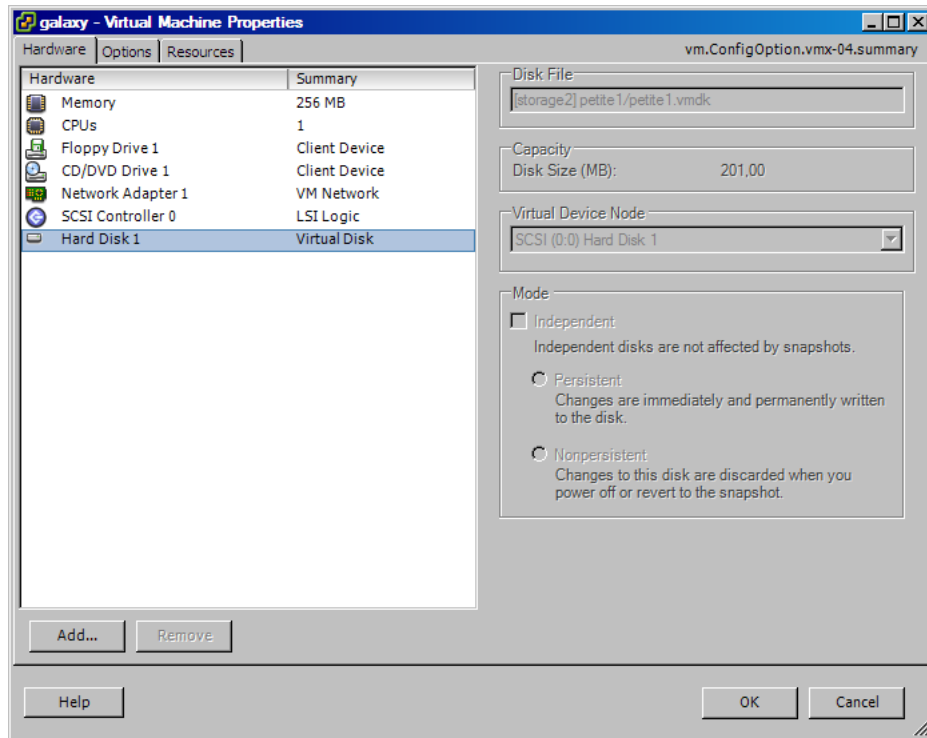 galaxy - Virtual Machine Properties
Hardware Options Resources vm.ConfigOption.vmx-04.summary
Hardware Summary
Memory 256 MB
CPUs 1
Floppy Drive 1 Client Device
CD/DVD Drive 1 Client Device
Network Adapter 1 VM Network
SCSI Controller 0 LSI Logic
Hard Disk 1 Virtual Disk
Disk File
[storage2] petite1/petite1.vmdk
Capacity
Disk Size (MB): 201,00
Virtual Device Node
SCSI (0:0) Hard Disk 1
Mode
Independent
Independent disks are not affected by snapshots.
Persistent
Changes are immediately and permanently written
to the disk.
Nonpersistent
Changes to this disk are discarded when you
power off or revert to the snapshot.
Add... Remove
Help OK Cancel